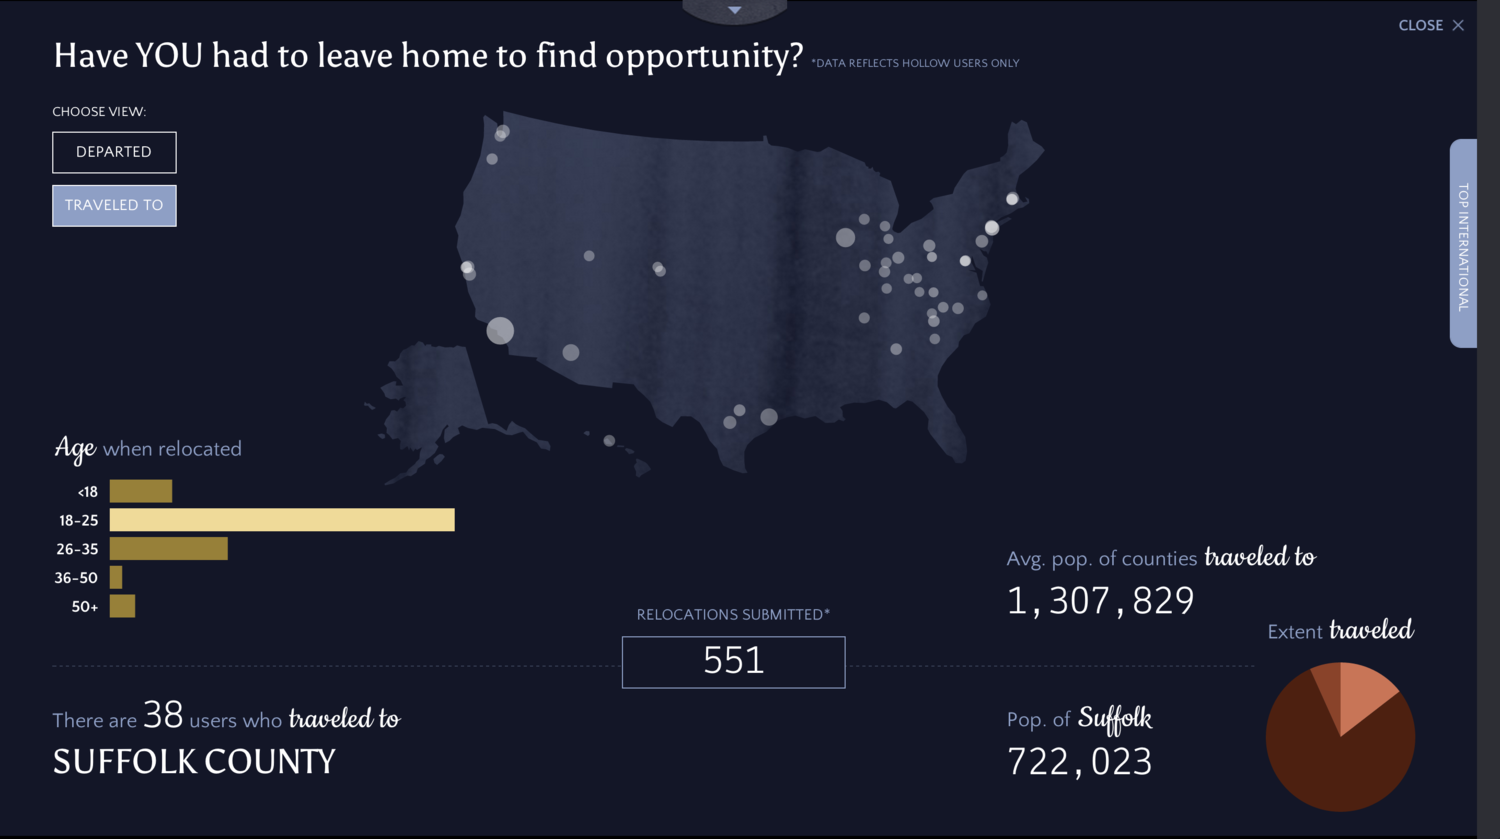 CLOSE ×
Have YOU had to leave home to find opportunity? *DATA REFLECTS HOLLOW USERS ONLY
CHOOSE VIEW:
DEPARTED
TRAVELED TO
TOP INTERNATIONAL
Age when relocated
<18
18-25
26-35
36-50
50+
Avg. pop. of counties traveled to
1,307,829
RELOCATIONS SUBMITTED*
551
Extent traveled
There are 38 users who traveled to
SUFFOLK COUNTY
Pop. of Suffolk
722,023